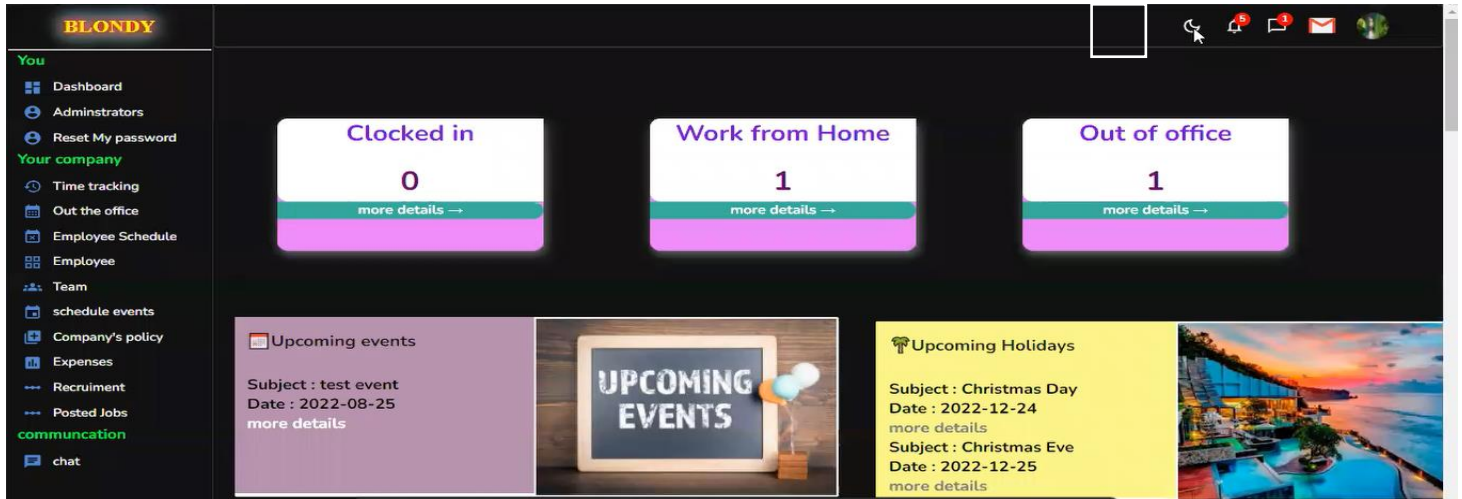 BLONDY
5
1
You
Dashboard
Adminstrators
Reset My password
Your company
Time tracking
Out the office
Employee Schedule
Employee
Team
schedule events
Company's policy
Expenses
Recruiment
Posted Jobs
communcation
chat
Clocked in
0
more details →
Work from Home
1
more details →
Out of office
1
more details →
Upcoming events
Subject : test event
Date : 2022-08-25
more details
UPCOMING
EVENTS
Upcoming Holidays
Subject : Christmas Day
Date : 2022-12-24
more details
Subject : Christmas Eve
Date : 2022-12-25
more details